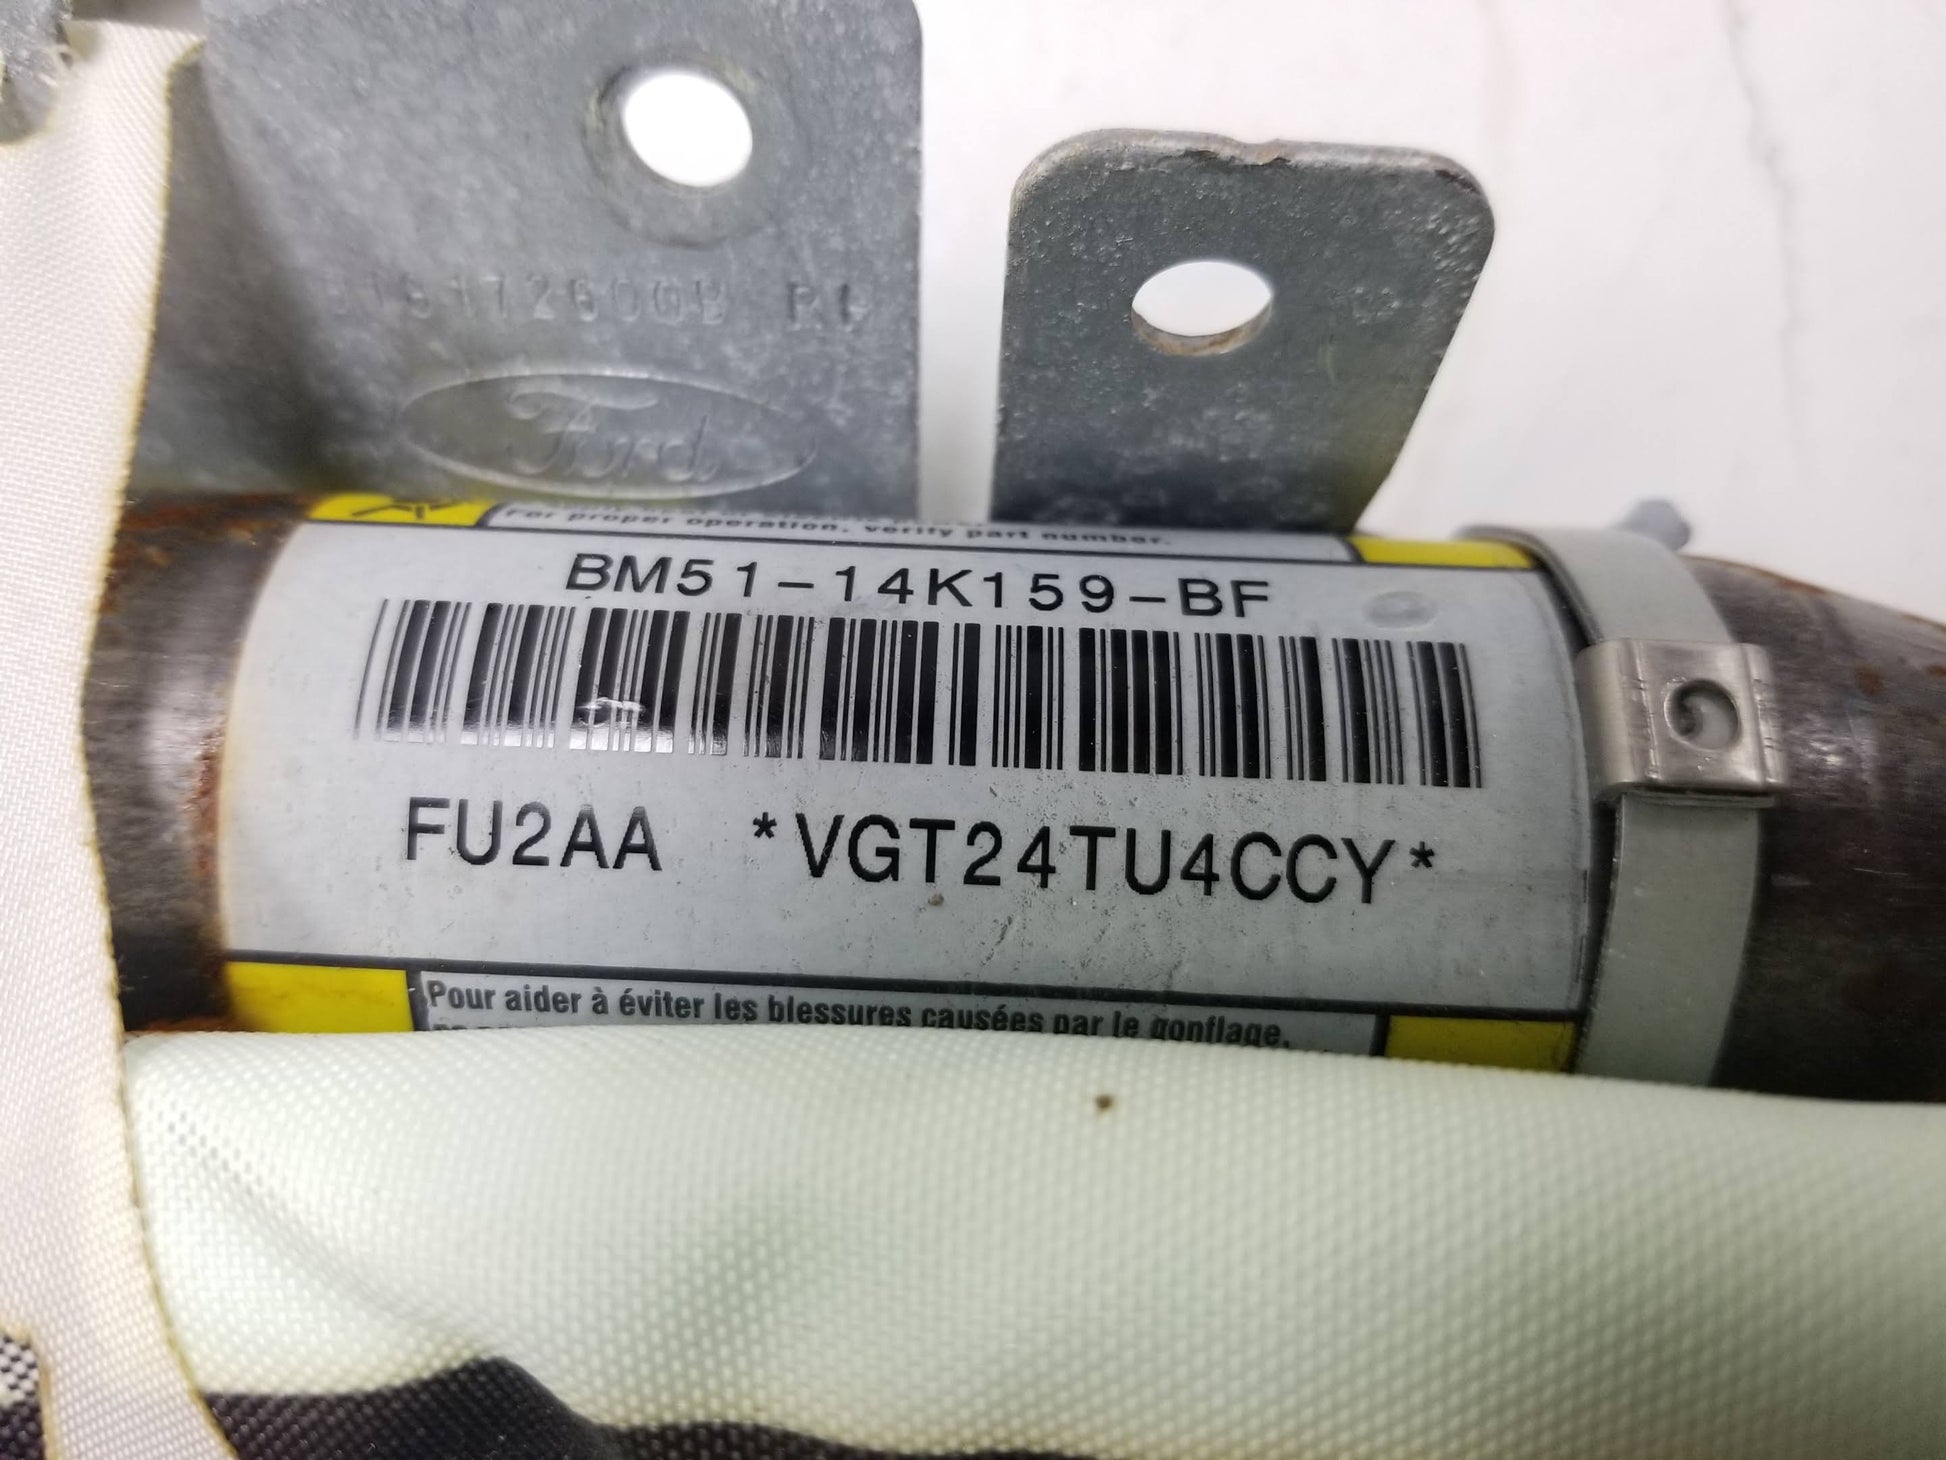 Ford
For proper operation, verify part number.
BM51-14K159-BF
FU2AA *VGT24TU4CCY*
Pour aider à éviter les blessures causées par le gonflage,